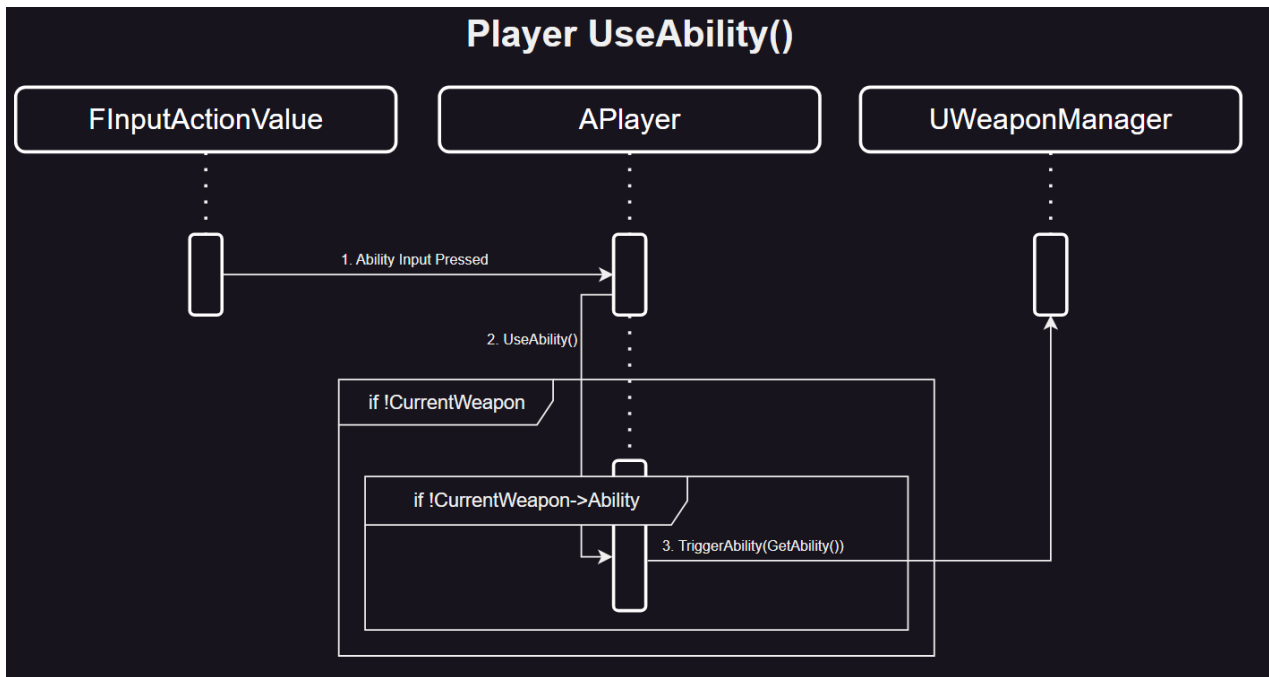 Player UseAbility()
FInputActionValue
APlayer
UWeaponManager
1. Ability Input Pressed
2. UseAbility()
if !CurrentWeapon
if !CurrentWeapon->Ability
3. TriggerAbility(GetAbility())